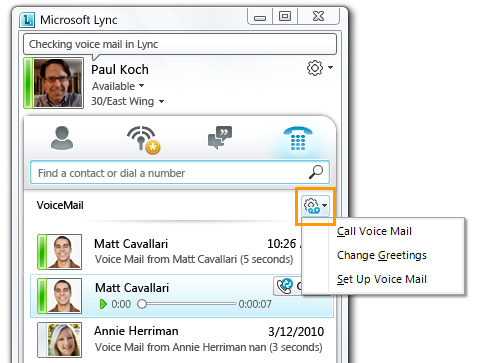 Microsoft Lync
Checking voice mail in Lync
Paul Koch
Available
30/East Wing
Find a contact or dial a number
VoiceMail
Call Voice Mail
Change Greetings
Set Up Voice Mail
Matt Cavallari 10:26
Voice Mail from Matt Cavallari (5 seconds)
Matt Cavallari
0:00 0:00:07
Annie Herriman 3/12/2010
Voice Mail from Annie Herriman nan (3 seconds)